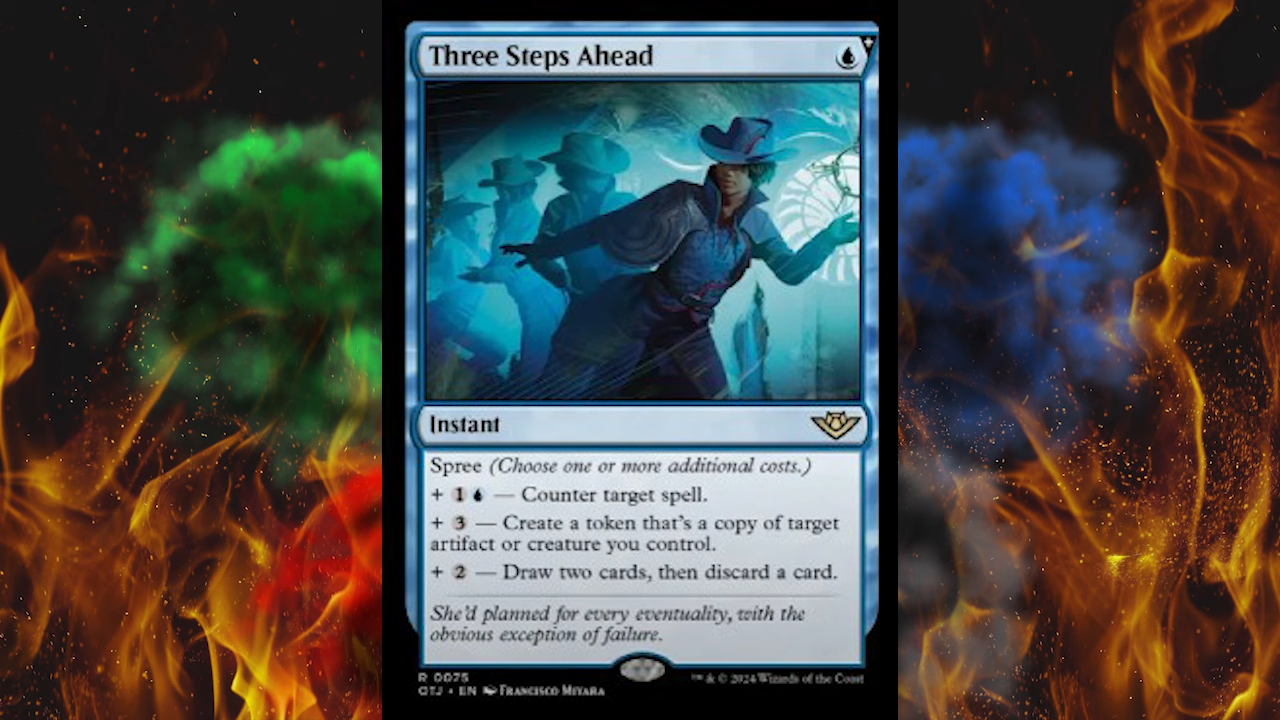 Three Steps Ahead
Instant
Spree (Choose one or more additional costs.)
+ 1 — Counter target spell.
+ 3 — Create a token that's a copy of target
artifact or creature you control.
+ 2 — Draw two cards, then discard a card.
She'd planned for every eventuality, with the
obvious exception of failure.
R 0075
OTJ • EN Francisco Miyara
™ & © 2024 Wizards of the Coast